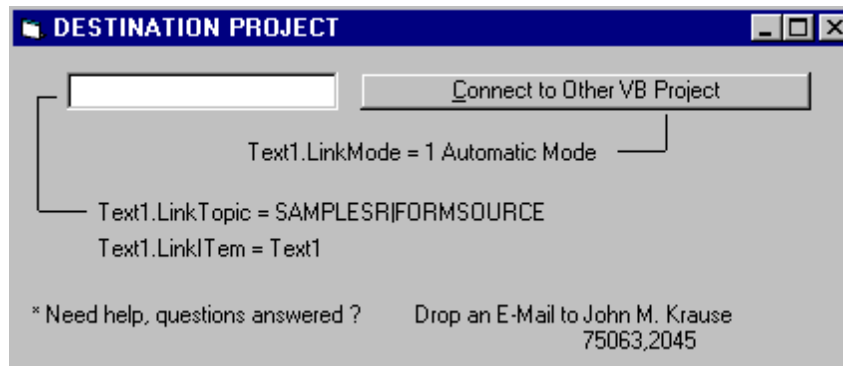 DESTINATION PROJECT
Connect to Other VB Project
Text1.LinkMode = 1 Automatic Mode
Text1.LinkTopic = SAMPLESR|FORMSOURCE
Text1.LinkITem = Text1
* Need help, questions answered ? Drop an E-Mail to John M. Krause
75063,2045